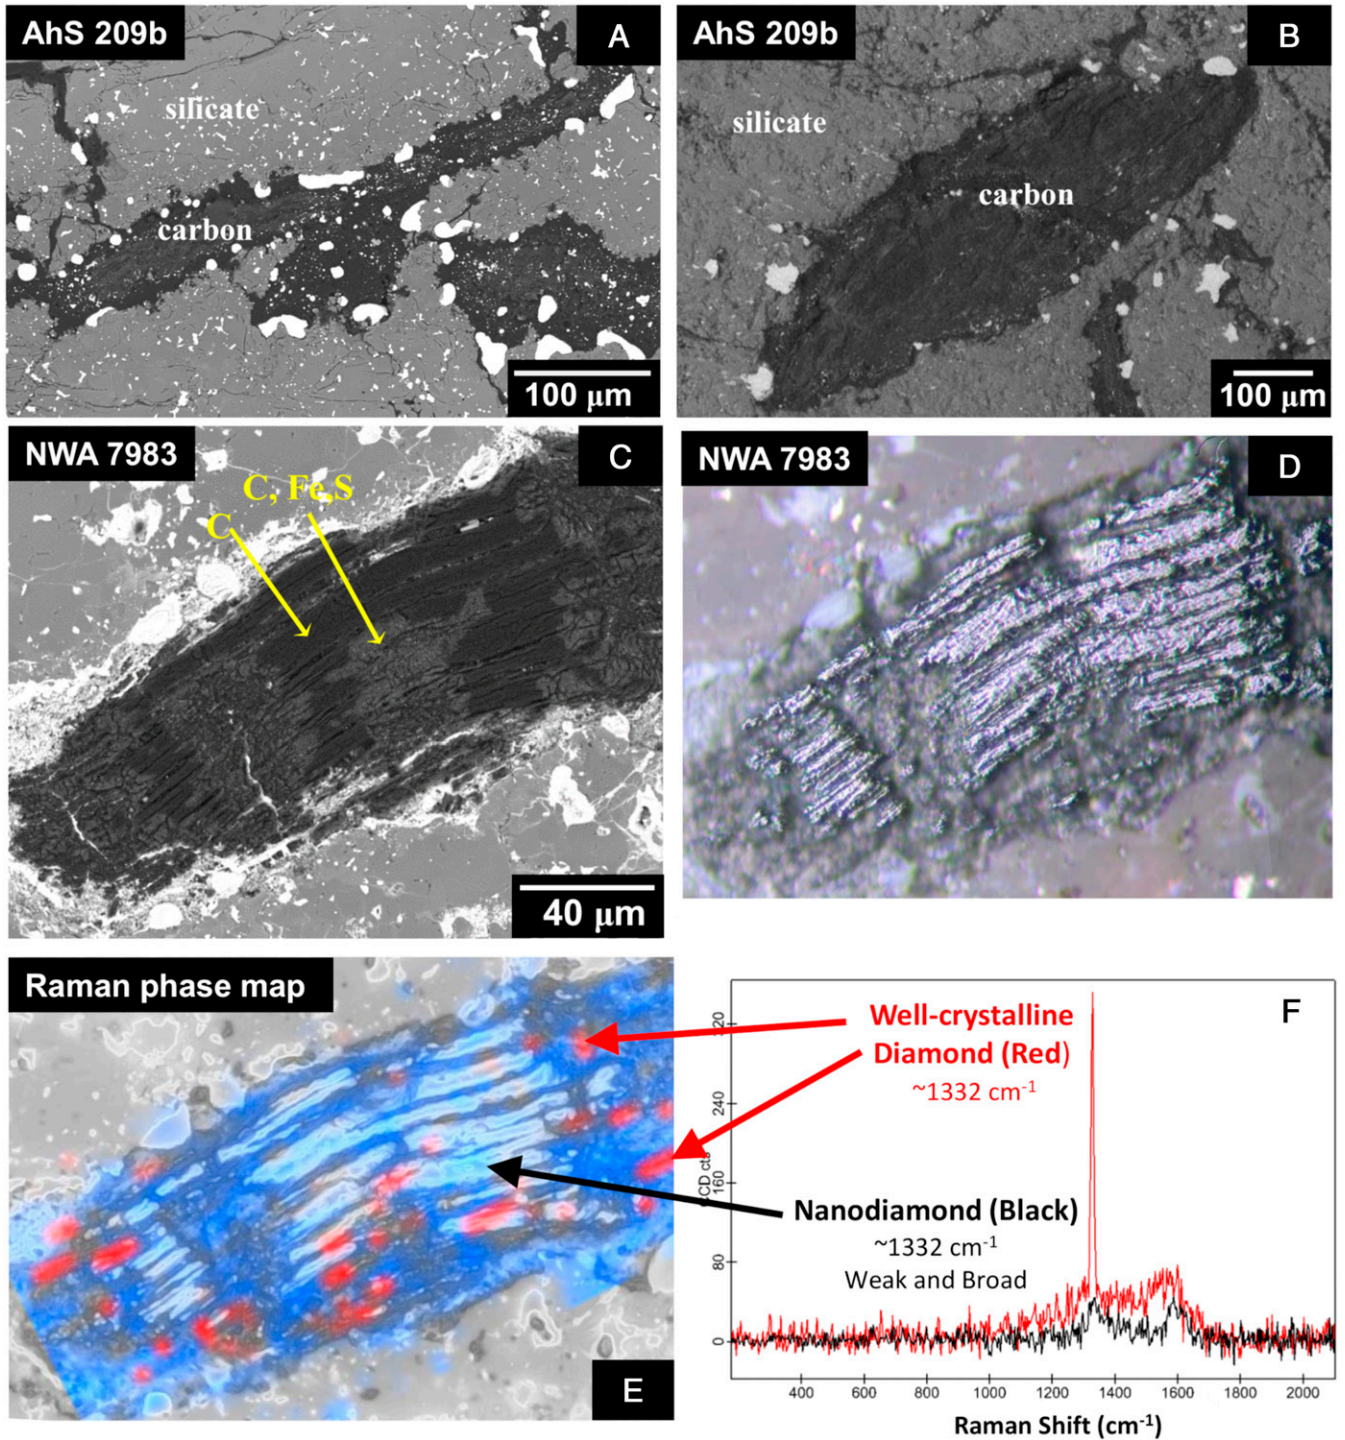 AhS 209b
A
silicate
carbon
100 μm
AhS 209b
B
silicate
carbon
100 μm
NWA 7983
C
C, Fe,S
C
40 μm
NWA 7983
D
Raman phase map
E
F
Well-crystalline
Diamond (Red)
~1332 cm-1
Nanodiamond (Black)
~1332 cm-1
Weak and Broad
CCD cts
320
240
160
80
0
400 600 800 1000 1200 1400 1600 1800 2000
Raman Shift (cm-1)